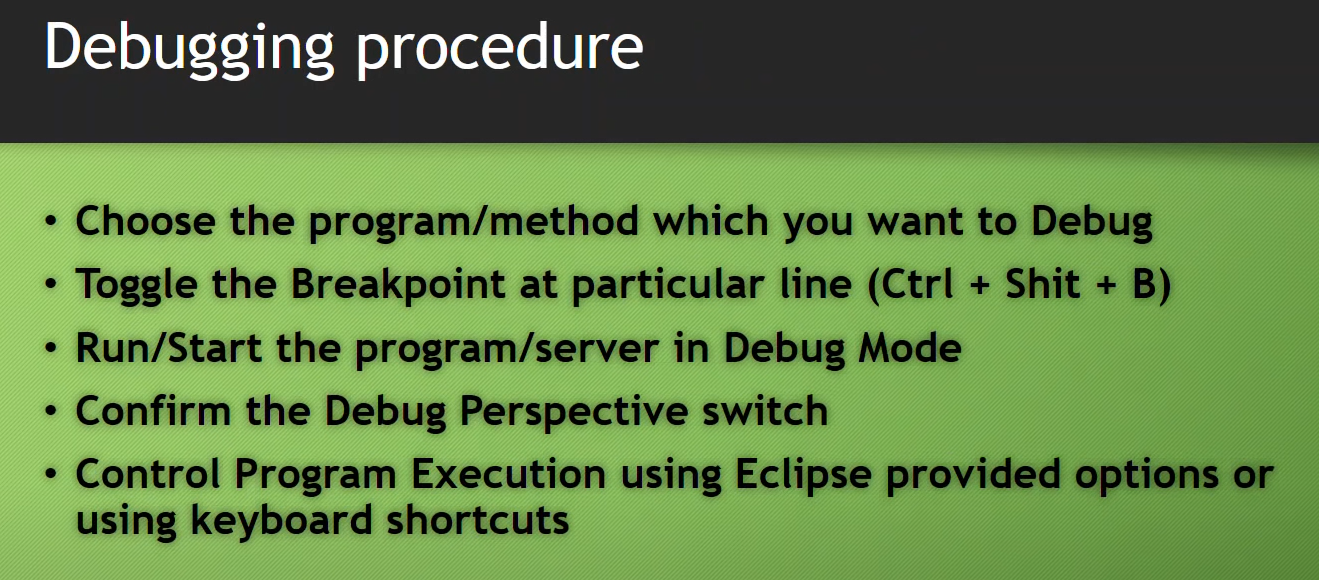 Debugging procedure
• Choose the program/method which you want to Debug
• Toggle the Breakpoint at particular line (Ctrl + Shit + B)
• Run/Start the program/server in Debug Mode
• Confirm the Debug Perspective switch
• Control Program Execution using Eclipse provided options or
using keyboard shortcuts